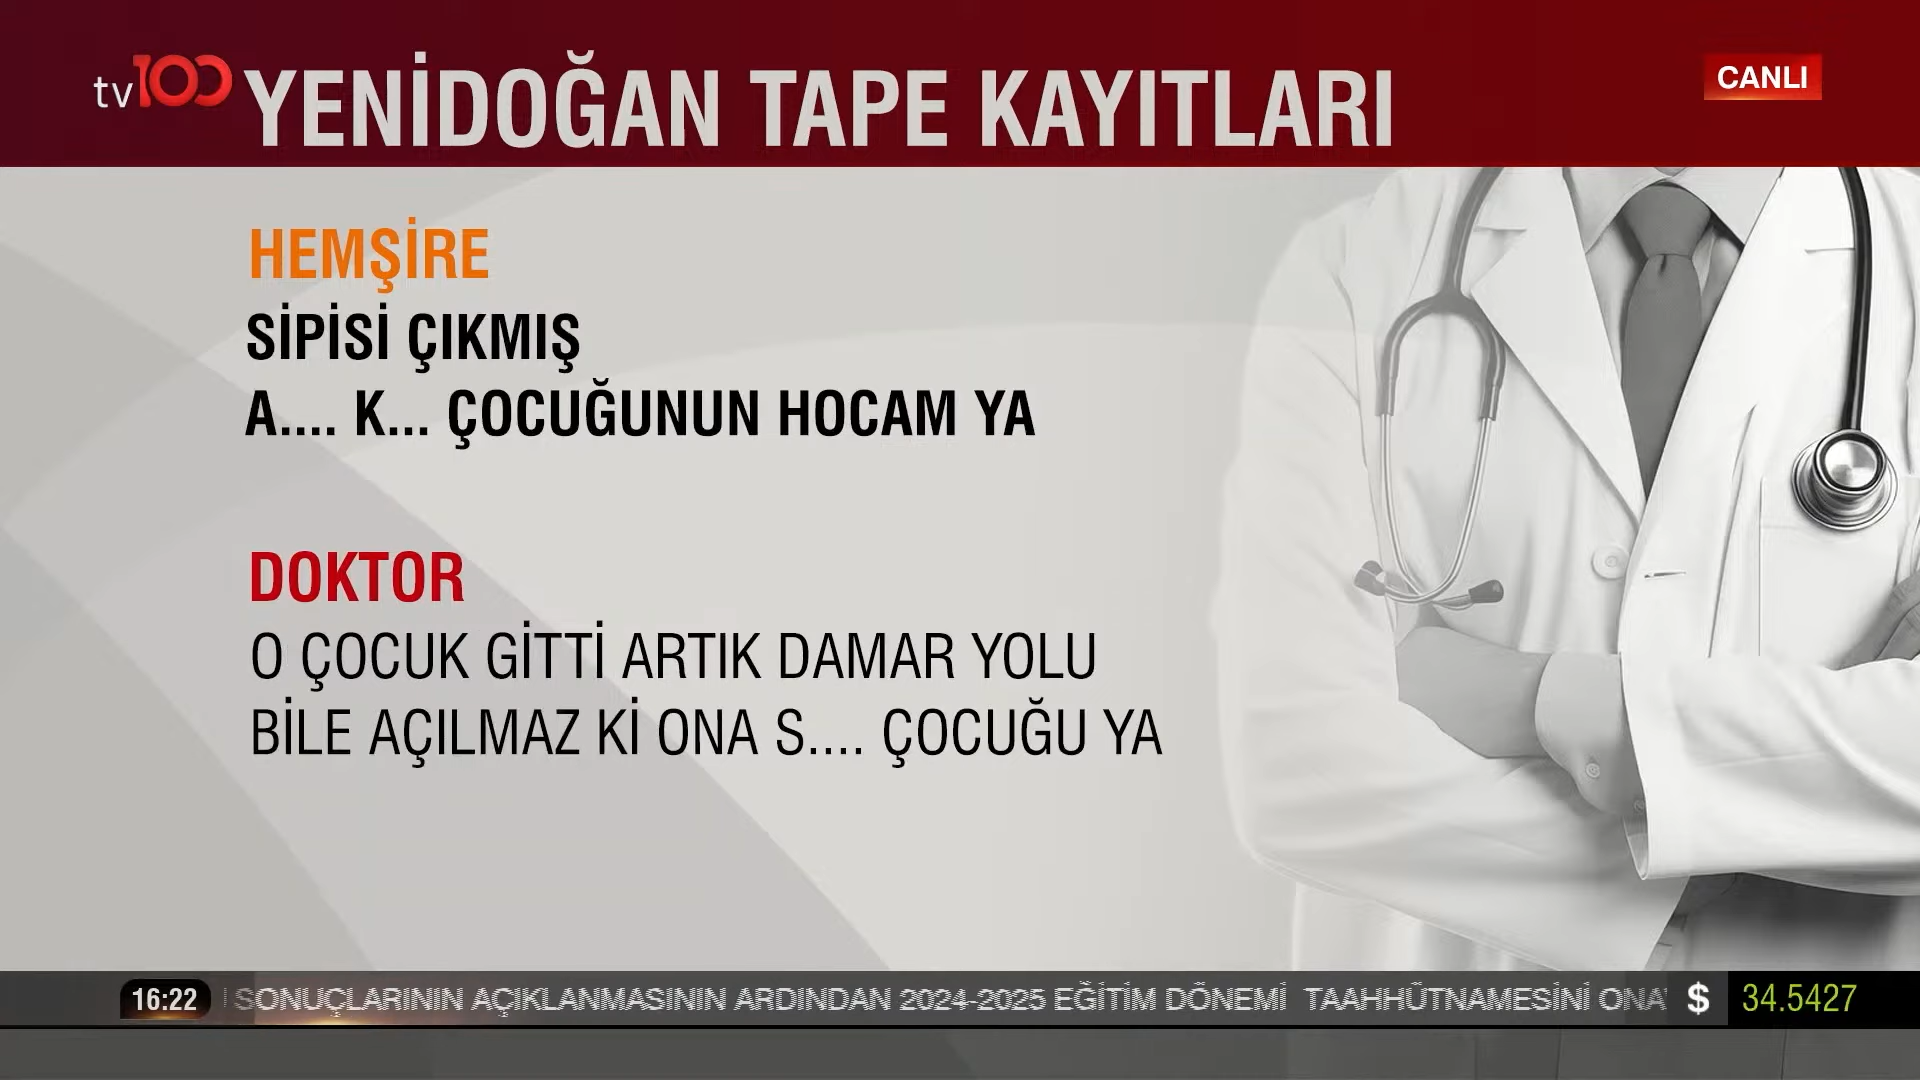 tv100 YENİDOĞAN TAPE KAYITLARI
CANLI
HEMŞİRE
SİPİSİ ÇIKMIŞ
A.... K... ÇOCUĞUNUN HOCAM YA
DOKTOR
O ÇOCUK GİTTİ ARTIK DAMAR YOLU
BİLE AÇILMAZ Kİ ONA S.... ÇOCUĞU YA
16:22 SONUÇLARININ AÇIKLANMASININ ARDINDAN 2024-2025 EĞİTİM DÖNEMİ TAAHHÜTNAMESİNİ $ 34.5427